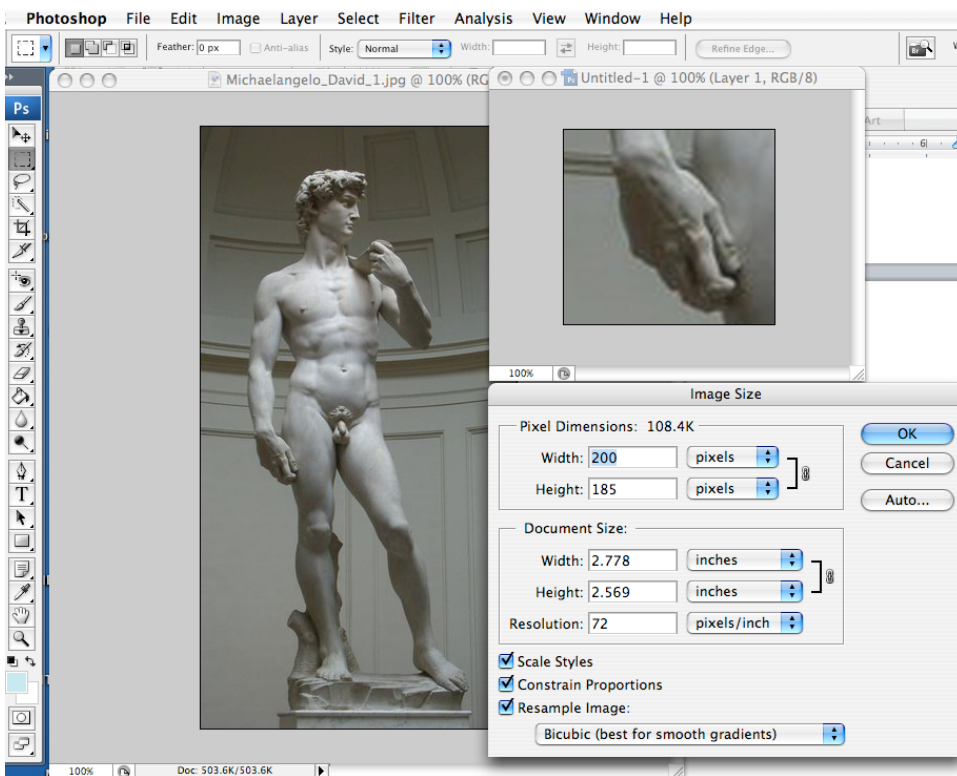 Photoshop File Edit Image Layer Select Filter Analysis View Window Help
Feather: 0 px Anti-alias Style: Normal Width: Height: Refine Edge... Br
Michaelangelo_David_1.jpg @ 100% (RG
Untitled-1 @ 100% (Layer 1, RGB/8)
Ps
Art
6
100%
Image Size
Pixel Dimensions: 108.4K
Width: 200 pixels
Height: 185 pixels
OK
Cancel
Auto...
Document Size:
Width: 2.778 inches
Height: 2.569 inches
Resolution: 72 pixels/inch
Scale Styles
Constrain Proportions
Resample Image:
Bicubic (best for smooth gradients)
T
100% Doc: 503.6K/503.6K